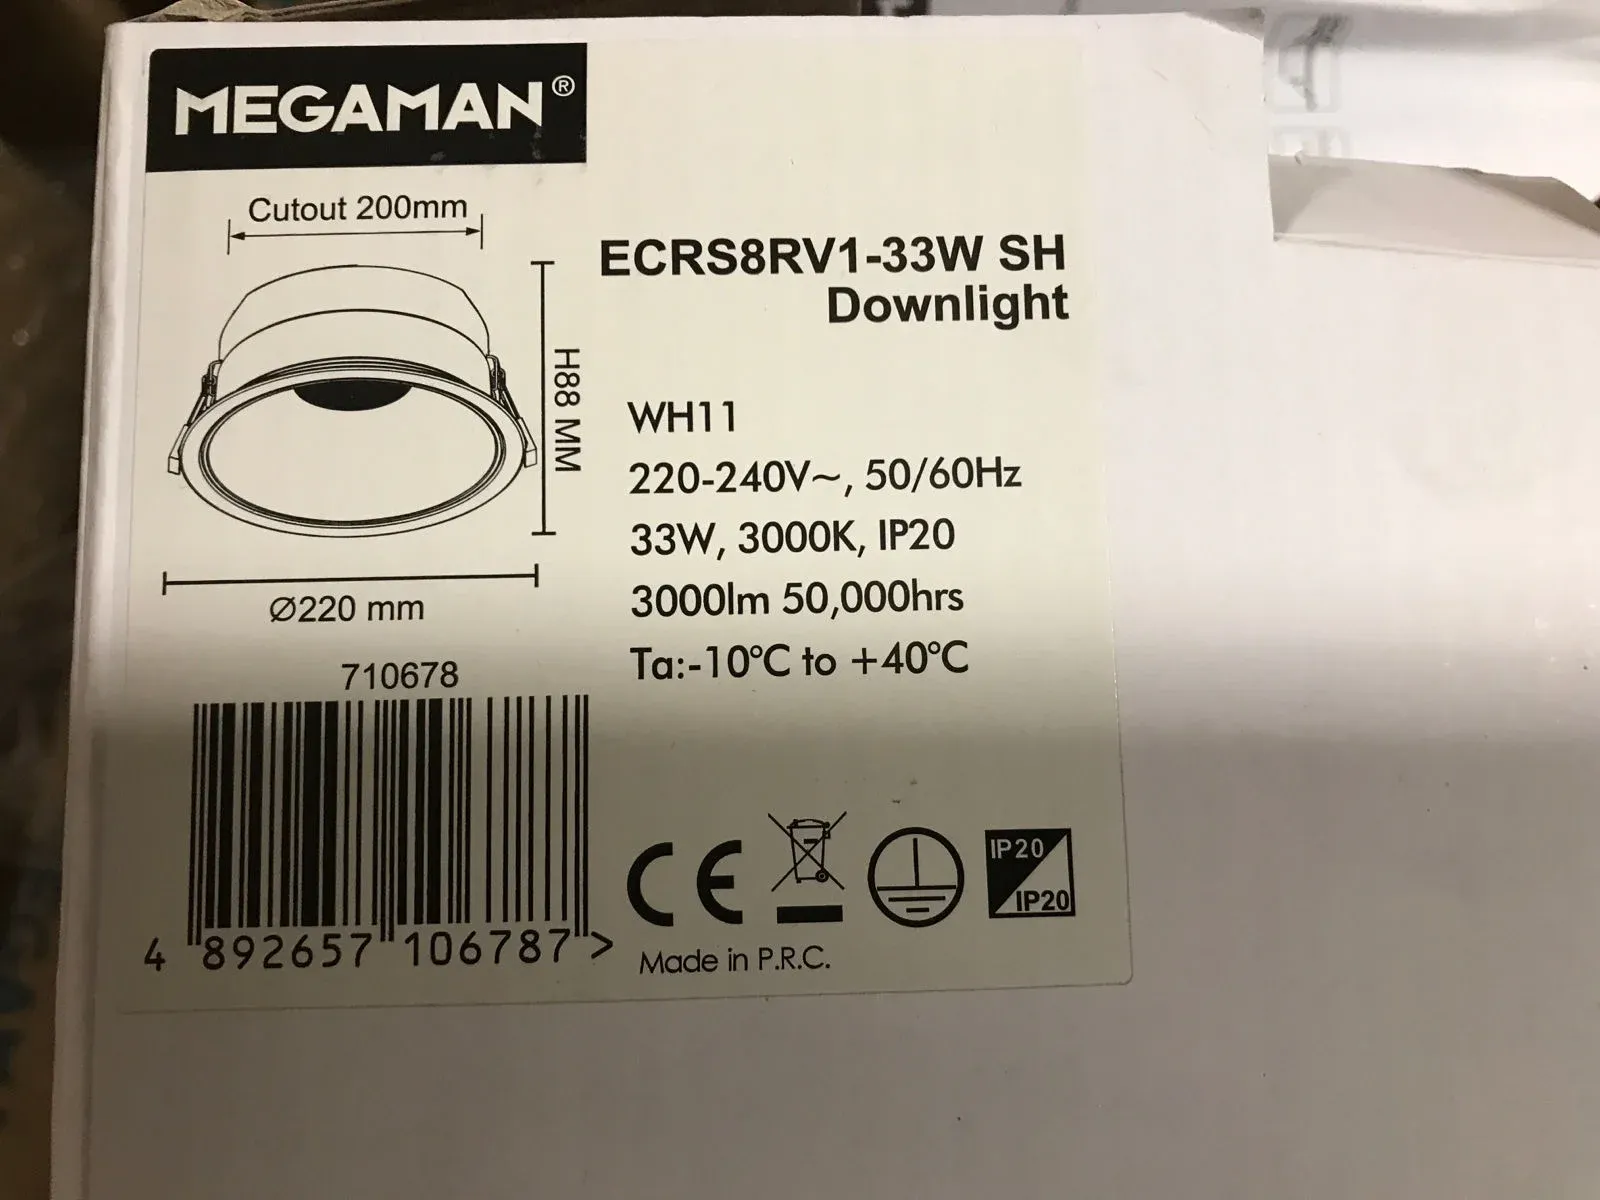 MEGAMAN®
Cutout 200mm
H88 MM
Ø220 mm
ECRS8RV1-33W SH
Downlight
WH11
220-240V~, 50/60Hz
33W, 3000K, IP20
3000lm 50,000hrs
Ta:-10°C to +40°C
710678
4 892657 106787 >
CE
IP20
IP20
Made in P.R.C.